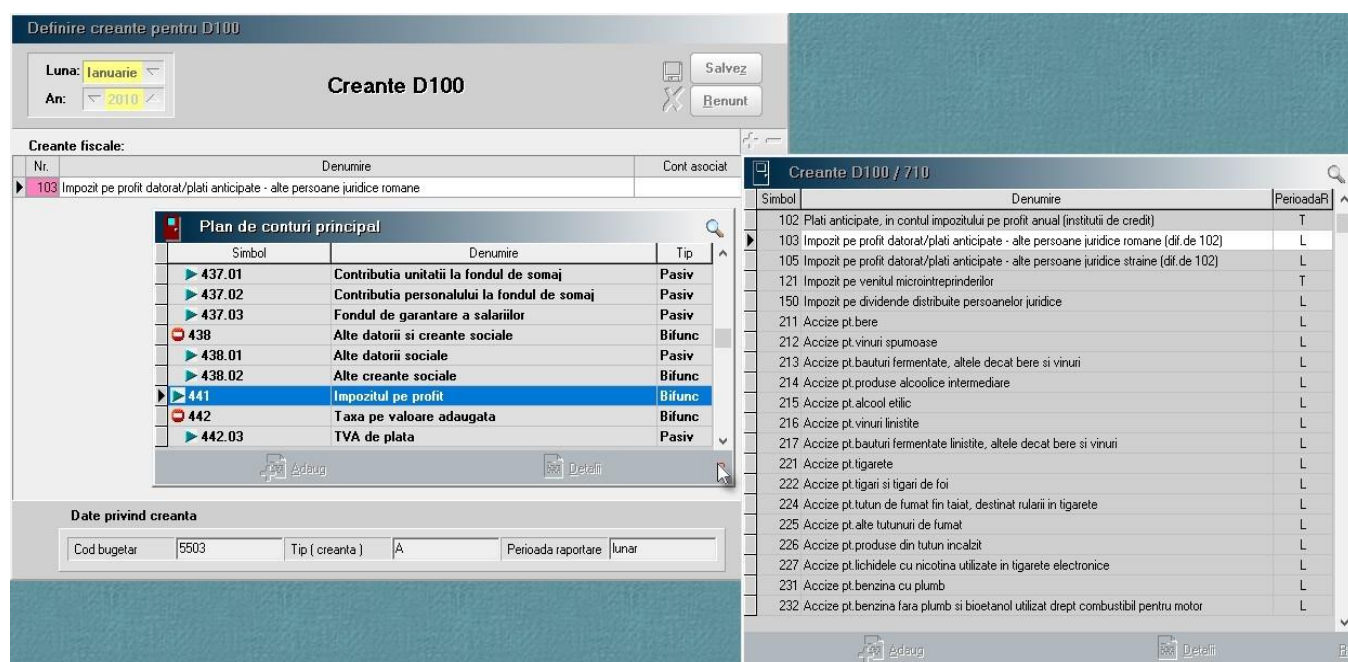 Definire creante pentru D100
Luna: Ianuarie
An: 2010
Creante D100
Salvez
Renunt
Creante fiscale:
Nr. Denumire Cont asociat
103 Impozit pe profit datorat/plati anticipate - alte persoane juridice romane
Plan de conturi principal
Simbol Denumire Tip
437.01 Contributia unitatii la fondul de somaj Pasiv
437.02 Contributia personalului la fondul de somaj Pasiv
437.03 Fondul de garantare a salariilor Pasiv
438 Alte datorii si creante sociale Bifunc
438.01 Alte datorii sociale Pasiv
438.02 Alte creante sociale Bifunc
441 Impozitul pe profit Bifunc
442 Taxa pe valoare adaugata Bifunc
442.03 TVA de plata Pasiv
Adaug Detalii
Date privind creanta
Cod bugetar 5503 Tip ( creanta ) A Perioada raportare lunar
Creante D100 / 710
Simbol Denumire PerioadaR
102 Plati anticipate, in contul impozitului pe profit anual (institutii de credit) T
103 Impozit pe profit datorat/plati anticipate - alte persoane juridice romane (dif.de 102) L
105 Impozit pe profit datorat/plati anticipate - alte persoane juridice straine (dif.de 102) L
121 Impozit pe venitul microintreprinderilor T
150 Impozit pe dividende distribuite persoanelor juridice L
211 Accize pt.bere L
212 Accize pt.vinuri spumoase L
213 Accize pt.bauturi fermentate, altele decat bere si vinuri L
214 Accize pt.produse alcoolice intermediare L
215 Accize pt.alcool etilic L
216 Accize pt.vinuri linistite L
217 Accize pt.bauturi fermentate linistite, altele decat bere si vinuri L
221 Accize pt.tigarete L
222 Accize pt.tigari si tigari de foi L
224 Accize pt.tutun de fumat fin taiat, destinat rularii in tigarete L
225 Accize pt.alte tutunuri de fumat L
226 Accize pt.produse din tutun incalzit L
227 Accize pt.lichidele cu nicotina utilizate in tigarete electronice L
231 Accize pt.benzina cu plumb L
232 Accize pt.benzina fara plumb si bioetanol utilizat drept combustibil pentru motor L
Adaug Detalii